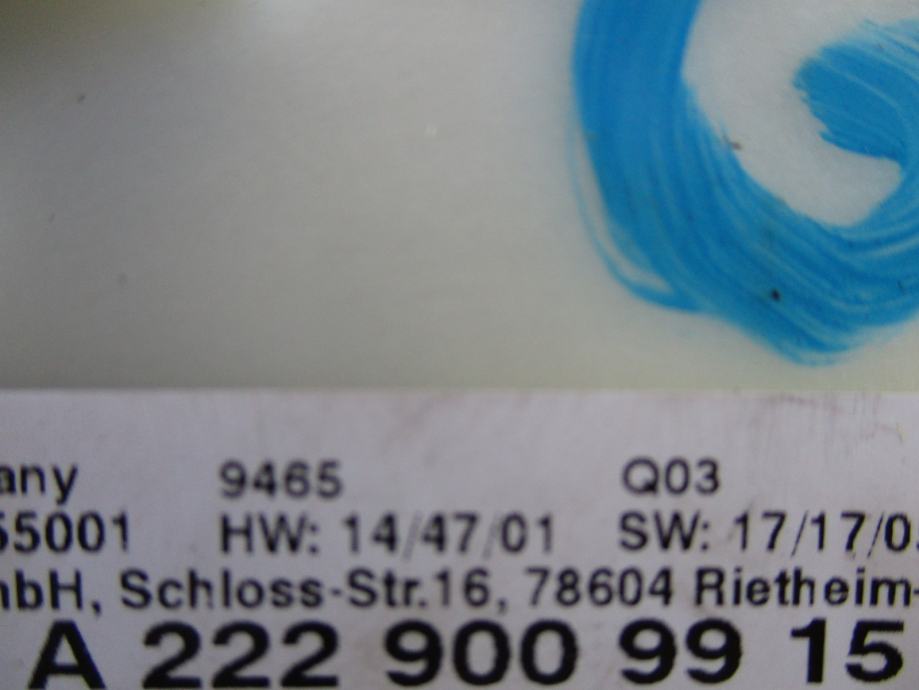 any 9465 Q03
55001 HW: 14/47/01 SW: 17/17/0
mbH, Schloss-Str.16, 78604 Rietheim-
A 222 900 99 15